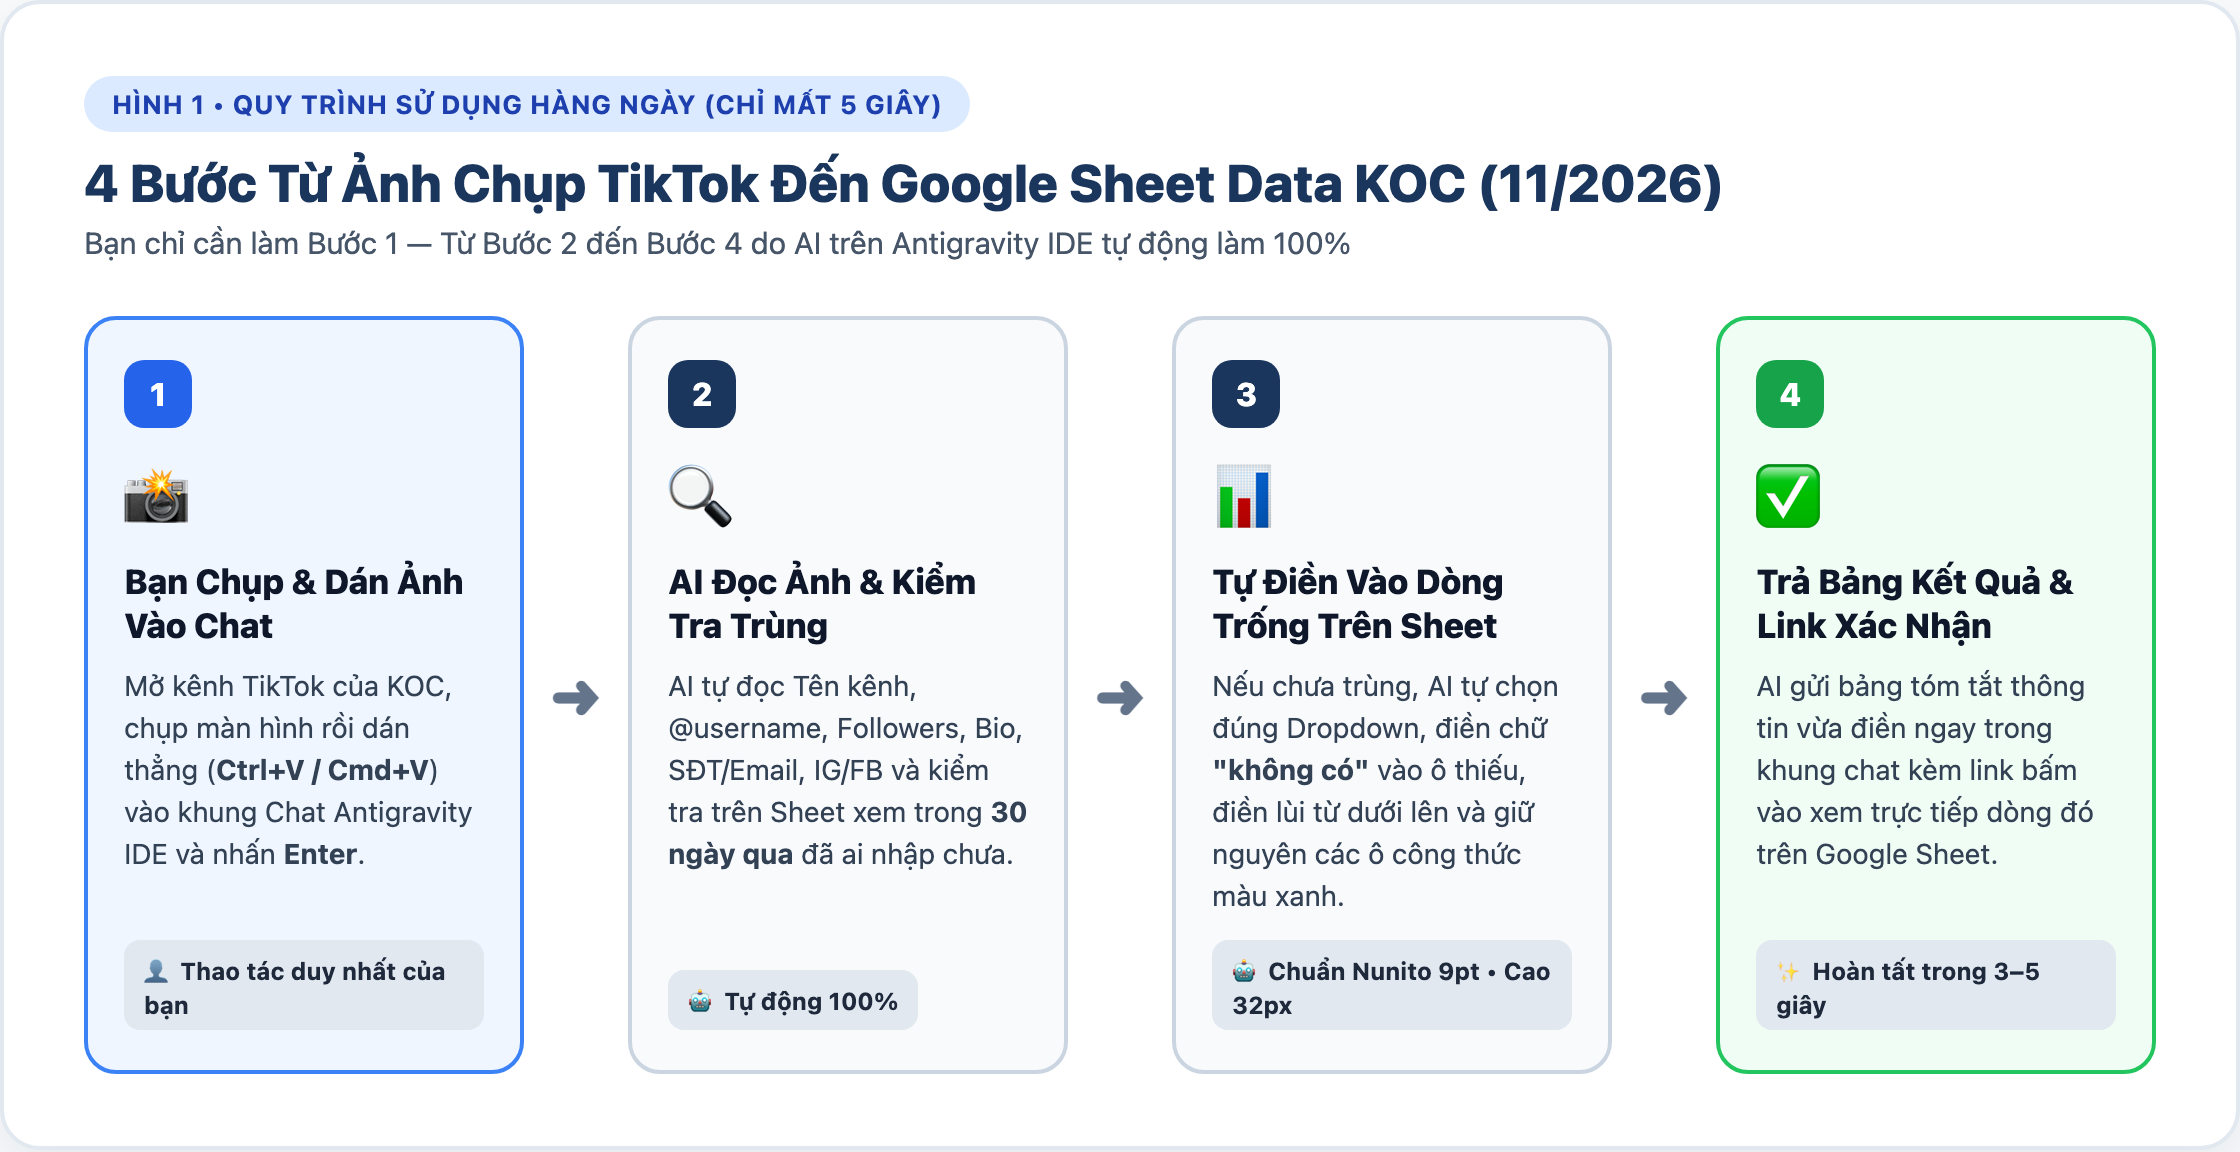 HÌNH 1 • QUY TRÌNH SỬ DỤNG HÀNG NGÀY (CHỈ MẤT 5 GIÂY)
4 Bước Từ Ảnh Chụp TikTok Đến Google Sheet Data KOC (11/2026)
Bạn chỉ cần làm Bước 1 — Từ Bước 2 đến Bước 4 do AI trên Antigravity IDE tự động làm 100%
1
Bạn Chụp & Dán Ảnh
Vào Chat
Mở kênh TikTok của KOC,
chụp màn hình rồi dán
thẳng (Ctrl+V / Cmd+V)
vào khung Chat Antigravity
IDE và nhấn Enter.
👤 Thao tác duy nhất của
bạn
2
AI Đọc Ảnh & Kiểm
Tra Trùng
AI tự đọc Tên kênh,
@username, Followers, Bio,
SĐT/Email, IG/FB và kiểm
tra trên Sheet xem trong 30
ngày qua đã ai nhập chưa.
🤖 Tự động 100%
3
Tự Điền Vào Dòng
Trống Trên Sheet
Nếu chưa trùng, AI tự chọn
đúng Dropdown, điền chữ
"không có" vào ô thiếu,
điền lùi từ dưới lên và giữ
nguyên các ô công thức
màu xanh.
🤖 Chuẩn Nunito 9pt • Cao
32px
4
Trả Bảng Kết Quả &
Link Xác Nhận
AI gửi bảng tóm tắt thông
tin vừa điền ngay trong
khung chat kèm link bấm
vào xem trực tiếp dòng đó
trên Google Sheet.
✨ Hoàn tất trong 3–5
giây